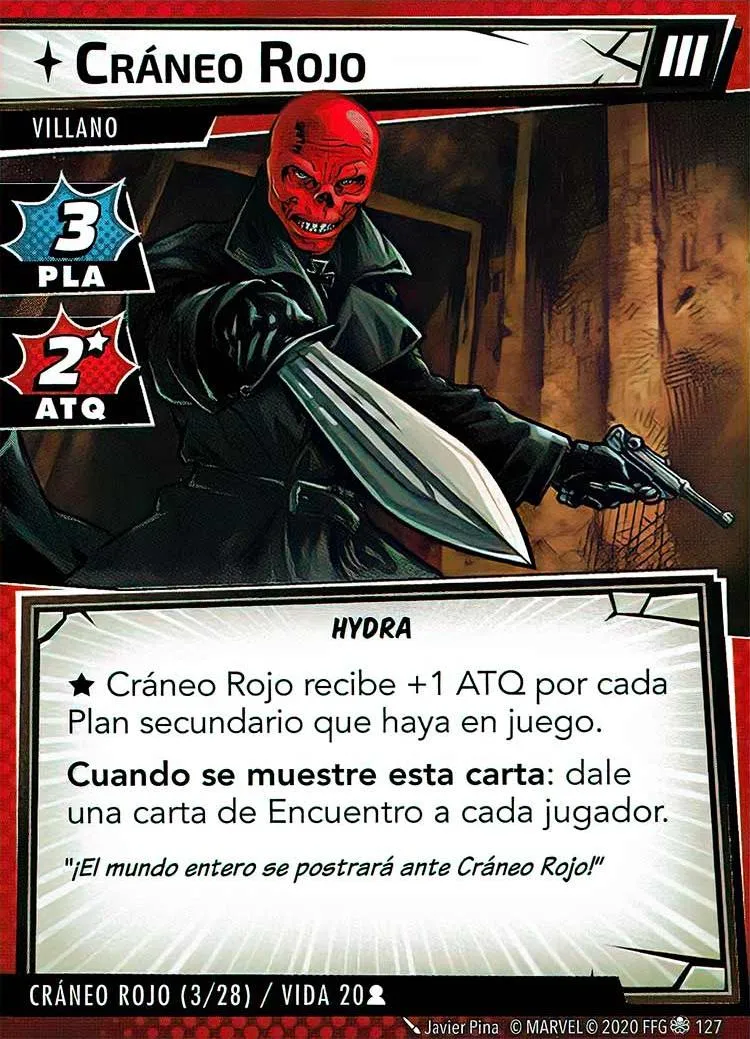 CRÁNEO ROJO
III
VILLANO
3
PLA
2★
ATQ
HYDRA
★ Cráneo Rojo recibe +1 ATQ por cada
Plan secundario que haya en juego.
Cuando se muestre esta carta: dale
una carta de Encuentro a cada jugador.
"¡El mundo entero se postrará ante Cráneo Rojo!"
CRÁNEO ROJO (3/28) / VIDA 20
Javier Pina © MARVEL © 2020 FFG 127